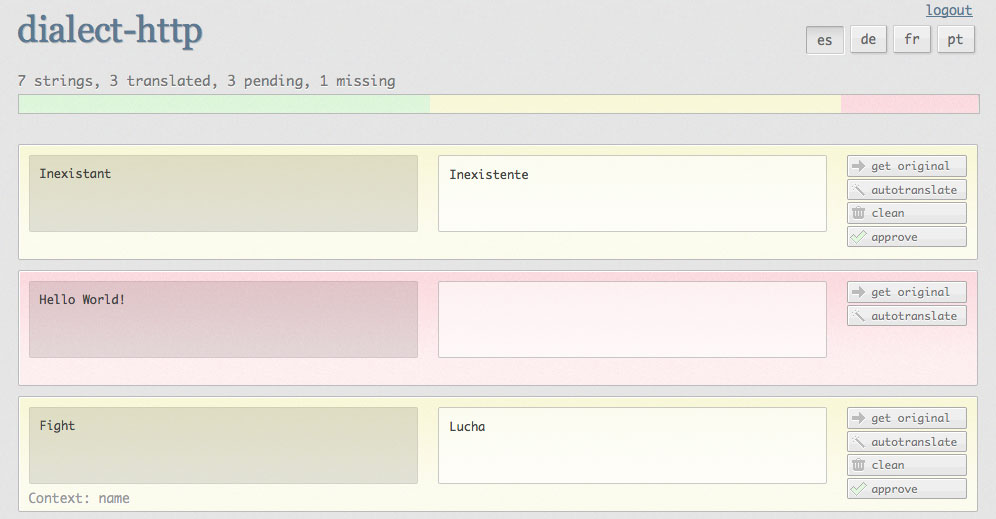 logout
dialect-http
es de fr pt
7 strings, 3 translated, 3 pending, 1 missing
Inexistant
Inexistente
get original
autotranslate
clean
approve
Hello World!
get original
autotranslate
Fight
Lucha
get original
autotranslate
clean
approve
Context: name